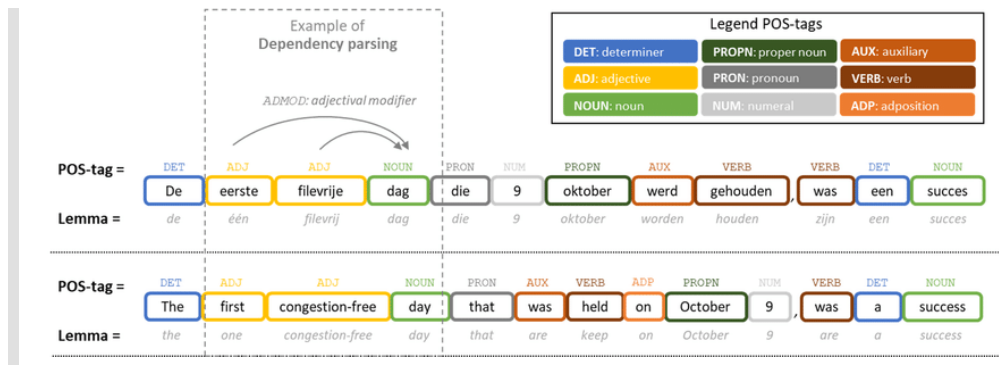 Example of
Dependency parsing
ADMOD: adjectival modifier
Legend POS-tags
DET: determiner PROPN: proper noun AUX: auxiliary
ADJ: adjective PRON: pronoun VERB: verb
NOUN: noun NUM: numeral ADP: adposition
POS-tag = DET ADJ ADJ NOUN PRON NUM PROPN AUX VERB VERB DET NOUN
De eerste filevrije dag die 9 oktober werd gehouden , was een succes
Lemma = de één filevrij dag die 9 oktober worden houden zijn een succes
POS-tag = DET ADJ ADJ NOUN PRON AUX VERB ADP PROPN NUM VERB DET NOUN
The first congestion-free day that was held on October 9 , was a success
Lemma = the one congestion-free day that are keep on October 9 are a success